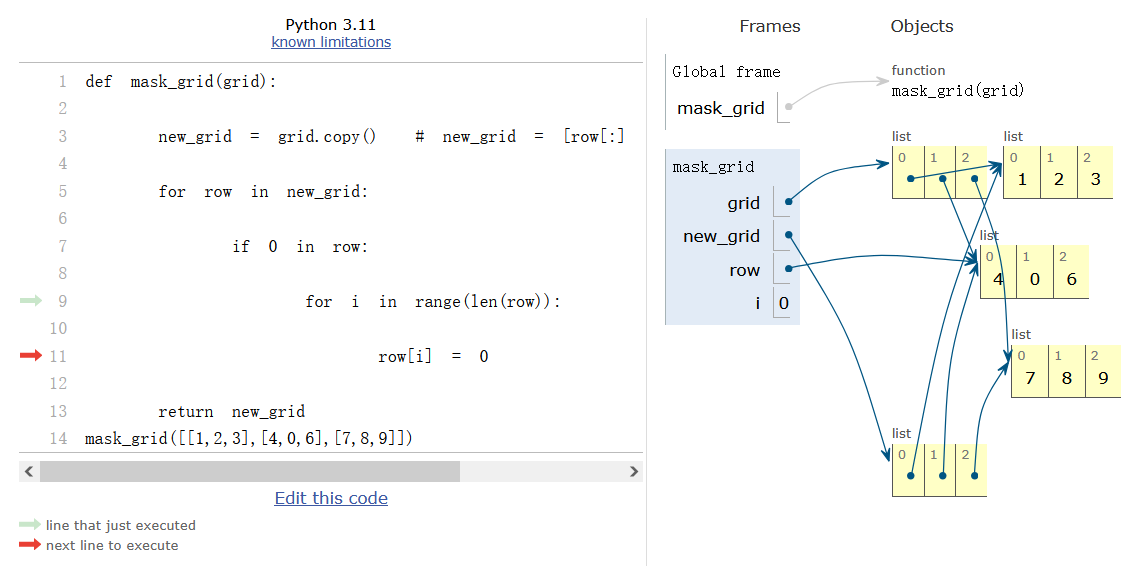 Python 3.11
known limitations
1 def mask_grid(grid):
2
3 new_grid = grid.copy() # new_grid = [row[:]
4
5 for row in new_grid:
6
7 if 0 in row:
8
9 for i in range(len(row)):
10
11 row[i] = 0
12
13 return new_grid
14 mask_grid([[1,2,3],[4,0,6],[7,8,9]])
Edit this code
line that just executed
next line to execute
Frames Objects
Global frame
mask_grid
function
mask_grid(grid)
mask_grid
grid
new_grid
row
i 0
list
0 1 2
list
0 1 2
1 2 3
list
0 1 2
4 0 6
list
0 1 2
7 8 9
list
0 1 2